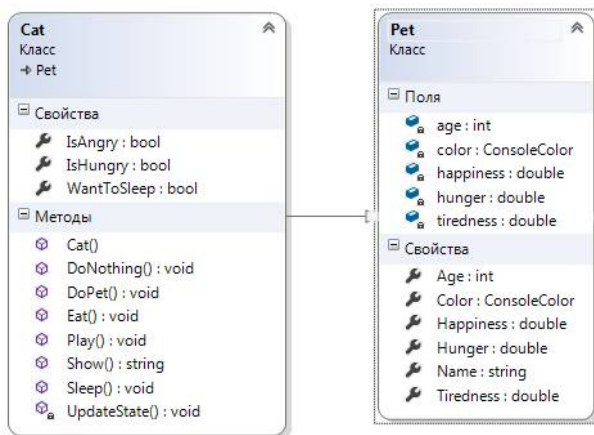 Cat
Класс
Pet
Свойства
IsAngry : bool
IsHungry : bool
WantToSleep : bool
Методы
Cat()
DoNothing() : void
DoPet() : void
Eat() : void
Play() : void
Show() : string
Sleep() : void
UpdateState() : void
Pet
Класс
Поля
age : int
color : ConsoleColor
happiness : double
hunger : double
tiredness : double
Свойства
Age : int
Color : ConsoleColor
Happiness : double
Hunger : double
Name : string
Tiredness : double